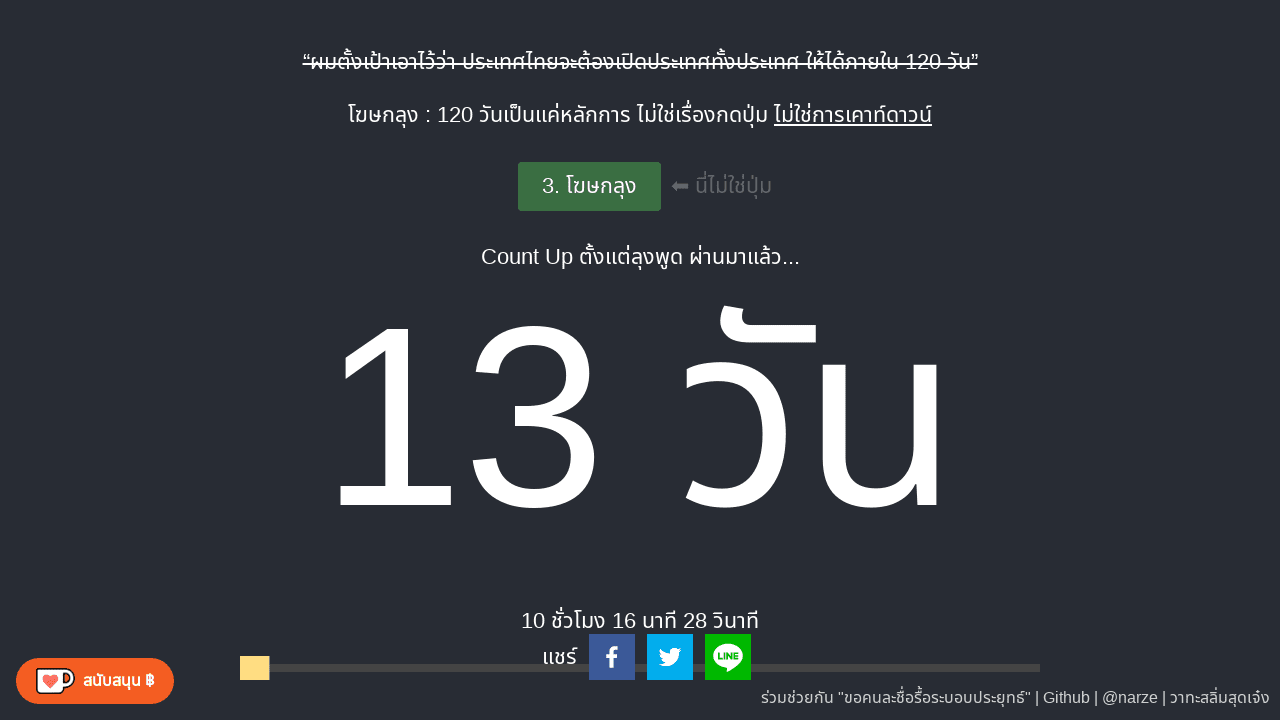 “ผมตั้งเป้าเอาไว้ว่า ประเทศไทยจะต้องเปิดประเทศทั้งประเทศ ให้ได้ภายใน 120 วัน”
โฆษกลุง : 120 วันเป็นแค่หลักการ ไม่ใช่เรื่องกดปุ่ม ไม่ใช่การเคาท์ดาวน์
3. โฆษกลุง ⬅ นี่ไม่ใช่ปุ่ม
Count Up ตั้งแต่ลุงพูด ผ่านมาแล้ว...
13 วัน
10 ชั่วโมง 16 นาที 28 วินาที
แชร์ LINE
สนับสนุน ฿
ร่วมช่วยกัน "ขอคนละชื่อรื้อระบอบประยุทธ์" | Github | @narze | วาทะสลิ่มสุดเจ๋ง